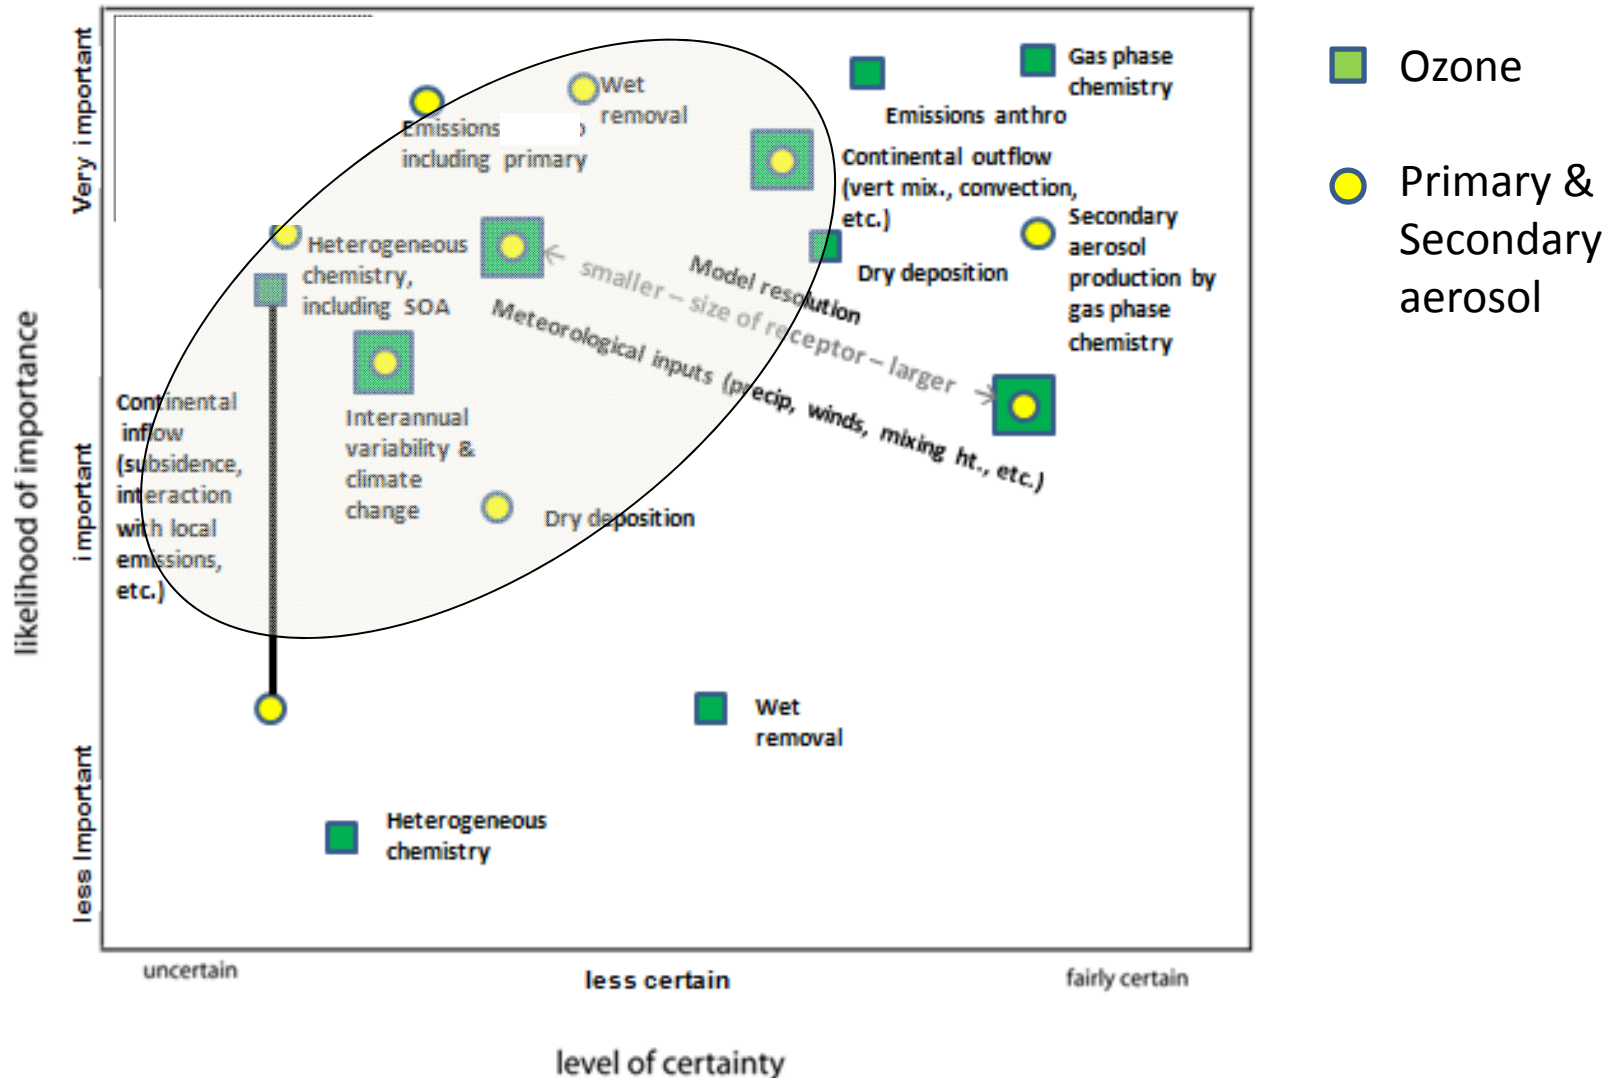 Very important
important
less Important
likelihood of importance
Wet
removal
Emissions
including primary
Gas phase
chemistry
Emissions anthro
Continental outflow
(vert mix., convection,
etc.)
Secondary
aerosol
production by
gas phase
chemistry
Dry deposition
Heterogeneous
chemistry,
including SOA
Model resolution
smaller – size of receptor – larger
Meteorological inputs (precip, winds, mixing ht., etc.)
Continental
inflow
(subsidence,
interaction
with local
emissions,
etc.)
Interannual
variability &
climate
change
Dry deposition
Wet
removal
Heterogeneous
chemistry
uncertain
less certain
fairly certain
level of certainty
Ozone
Primary &
Secondary
aerosol